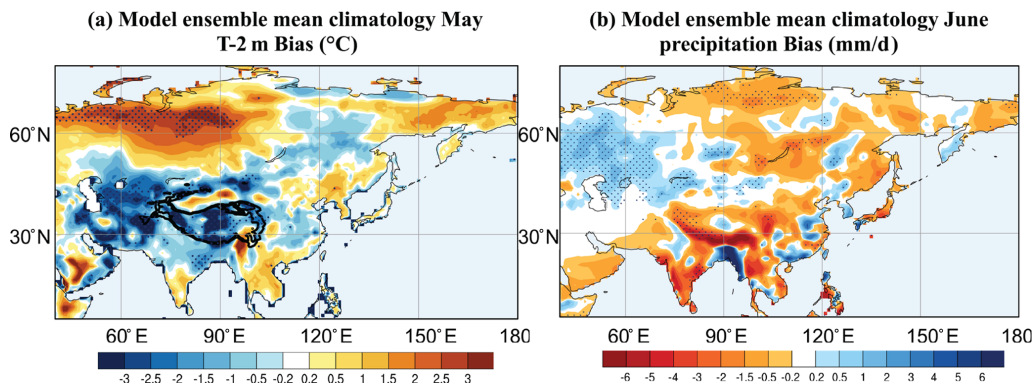 (a) Model ensemble mean climatology May
T-2 m Bias (°C)
(b) Model ensemble mean climatology June
precipitation Bias (mm/d)
60°N
30°N
60°E 90°E 120°E 150°E 180
60°N
30°N
60°E 90°E 120°E 150°E 180
-3 -2.5 -2 -1.5 -1 -0.5 -0.2 0.2 0.5 1 1.5 2 2.5 3
-6 -5 -4 -3 -2 -1.5 -1 -0.5 -0.2 0.2 0.5 1 2 3 4 5 6